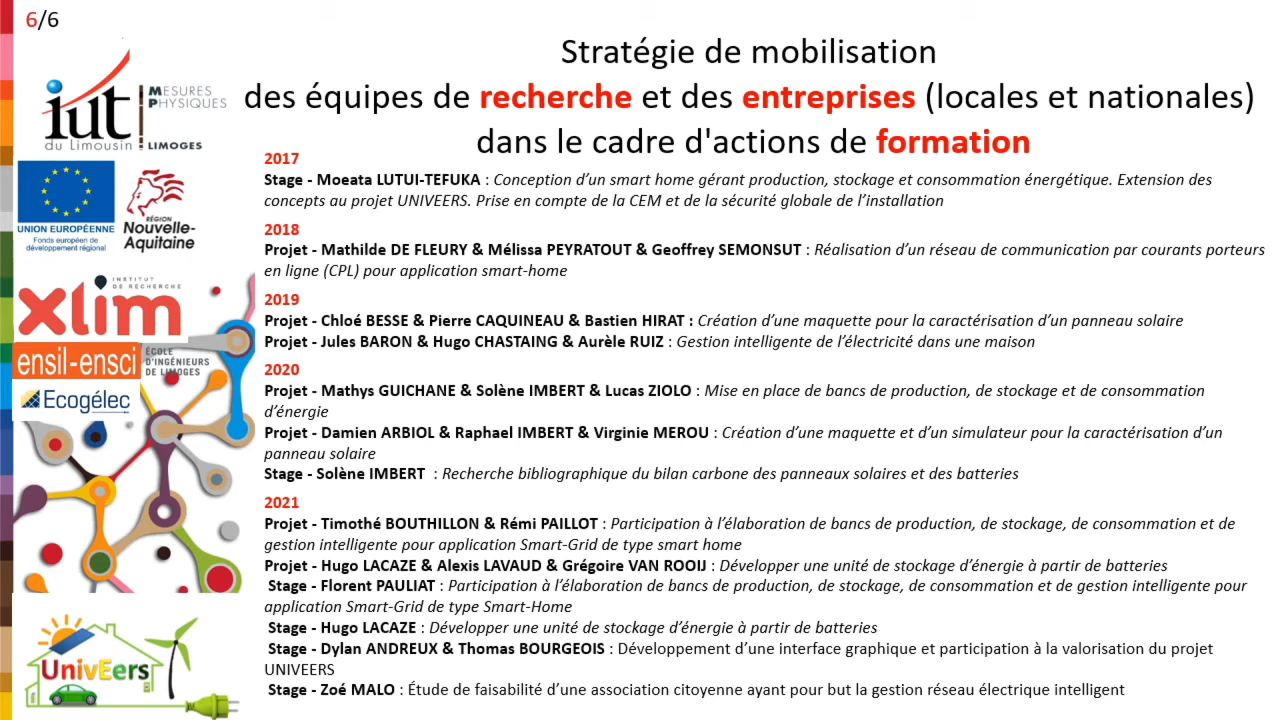 6/6
Stratégie de mobilisation
des équipes de recherche et des entreprises (locales et nationales)
dans le cadre d'actions de formation
iut
du Limousin
MESURES
PHYSIQUES
LIMOGES
UNION EUROPÉENNE
Fonds européen de
développement régional
RÉGION
Nouvelle-
Aquitaine
INSTITUT
DE RECHERCHE
xlim
ensil-ensci
ÉCOLE
D'INGÉNIEURS
DE LIMOGES
Ecogélec
UnivEers
2017
Stage - Moeata LUTUI-TEFUKA : Conception d’un smart home gérant production, stockage et consommation énergétique. Extension des
concepts au projet UNIVEERS. Prise en compte de la CEM et de la sécurité globale de l’installation
2018
Projet - Mathilde DE FLEURY & Mélissa PEYRATOUT & Geoffrey SEMONSUT : Réalisation d’un réseau de communication par courants porteurs
en ligne (CPL) pour application smart-home
2019
Projet - Chloé BESSE & Pierre CAQUINEAU & Bastien HIRAT : Création d’une maquette pour la caractérisation d’un panneau solaire
Projet - Jules BARON & Hugo CHASTAING & Aurèle RUIZ : Gestion intelligente de l’électricité dans une maison
2020
Projet - Mathys GUICHANE & Solène IMBERT & Lucas ZIOLO : Mise en place de bancs de production, de stockage et de consommation
d’énergie
Projet - Damien ARBIOL & Raphael IMBERT & Virginie MEROU : Création d’une maquette et d’un simulateur pour la caractérisation d’un
panneau solaire
Stage - Solène IMBERT : Recherche bibliographique du bilan carbone des panneaux solaires et des batteries
2021
Projet - Timothé BOUTHILLON & Rémi PAILLOT : Participation à l’élaboration de bancs de production, de stockage, de consommation et de
gestion intelligente pour application Smart-Grid de type smart home
Projet - Hugo LACAZE & Alexis LAVAUD & Grégoire VAN ROOIJ : Développer une unité de stockage d’énergie à partir de batteries
Stage - Florent PAULIAT : Participation à l’élaboration de bancs de production, de stockage, de consommation et de gestion intelligente pour
application Smart-Grid de type Smart-Home
Stage - Hugo LACAZE : Développer une unité de stockage d’énergie à partir de batteries
Stage - Dylan ANDREUX & Thomas BOURGEOIS : Développement d’une interface graphique et participation à la valorisation du projet
UNIVEERS
Stage - Zoé MALO : Étude de faisabilité d’une association citoyenne ayant pour but la gestion réseau électrique intelligent